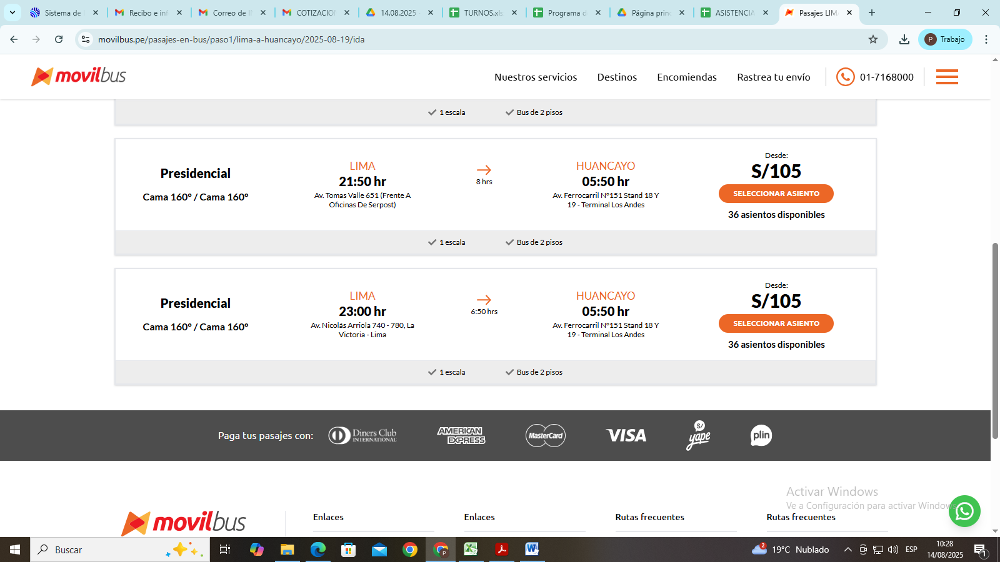 Sistema de
Recibo e inf
Correo de II
COTIZACION
14.08.2025
TURNOS.xls
Programa d
Página princ
ASISTENCIA
Pasajes LIMA
movilbus.pe/pasajes-en-bus/paso1/lima-a-huancayo/2025-08-19/ida
P Trabajo
movilbus
Nuestros servicios
Destinos
Encomiendas
Rastrea tu envío
01-7168000
1 escala
Bus de 2 pisos
Presidencial
Cama 160° / Cama 160°
LIMA
21:50 hr
Av. Tomas Valle 651 (Frente A
Oficinas De Serpost)
8 hrs
HUANCAYO
05:50 hr
Av. Ferrocarril N°151 Stand 18 Y
19 - Terminal Los Andes
Desde:
S/105
SELECCIONAR ASIENTO
36 asientos disponibles
1 escala
Bus de 2 pisos
Presidencial
Cama 160° / Cama 160°
LIMA
23:00 hr
Av. Nicolás Arriola 740 - 780, La
Victoria - Lima
6:50 hrs
HUANCAYO
05:50 hr
Av. Ferrocarril N°151 Stand 18 Y
19 - Terminal Los Andes
Desde:
S/105
SELECCIONAR ASIENTO
36 asientos disponibles
1 escala
Bus de 2 pisos
Paga tus pasajes con:
Diners Club
INTERNATIONAL
AMERICAN
EXPRESS
MasterCard
VISA
S/
yape
plin
Activar Windows
Ve a Configuración para activar Windows
movilbus
Enlaces
Enlaces
Rutas frecuentes
Rutas frecuentes
Buscar
P
2
19°C Nublado
ESP
10:28
14/08/2025
1